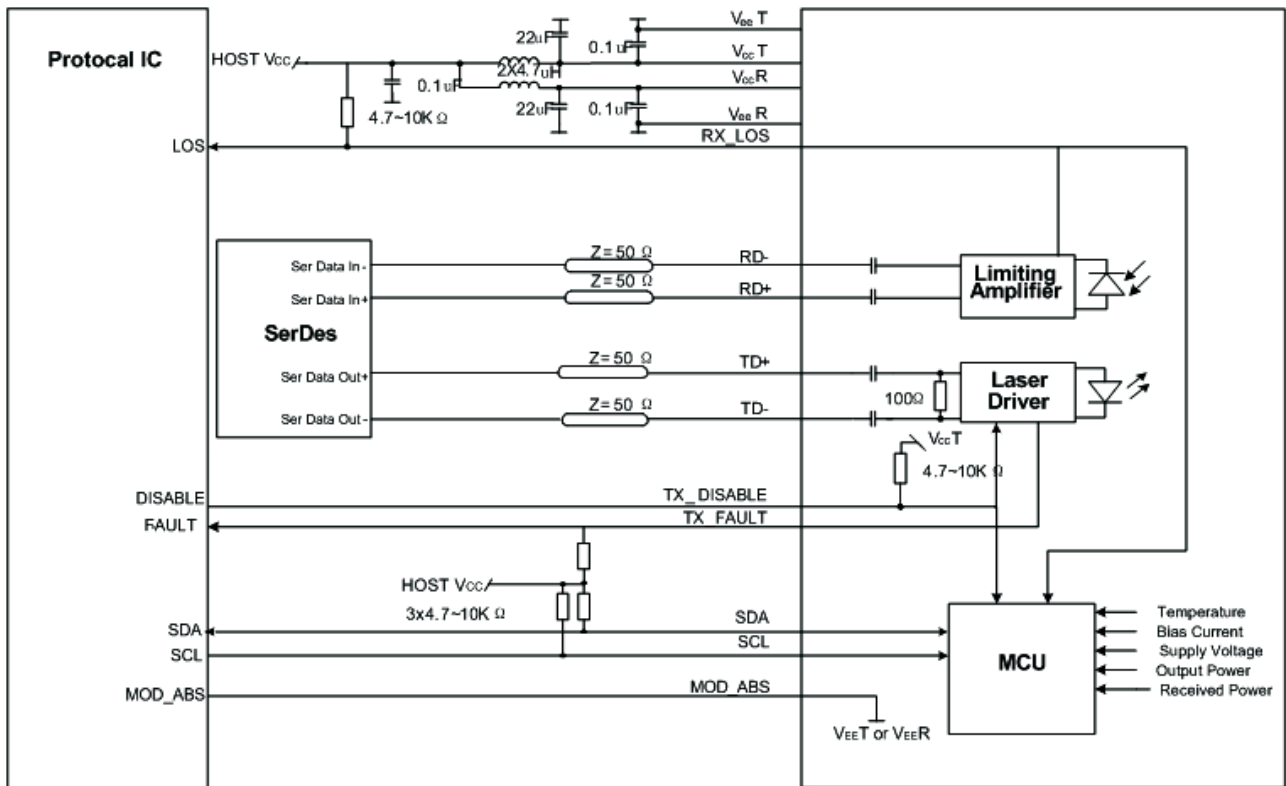 Protocal IC
HOST Vcc
22uF
0.1uF
VeeT
VccT
2X4.7uH
VccR
0.1uF
4.7~10KΩ
22uF
0.1uF
VeeR
LOS
RX_LOS
Ser Data In-
Z=50 Ω
RD-
Ser Data In+
Z=50 Ω
RD+
Limiting
Amplifier
SerDes
Ser Data Out+
Z=50 Ω
TD+
Laser
Driver
100Ω
Ser Data Out-
Z=50 Ω
TD-
VccT
4.7~10KΩ
DISABLE
TX_DISABLE
FAULT
TX_FAULT
HOST Vcc
3x4.7~10K Ω
SDA
SDA
SCL
SCL
MCU
Temperature
Bias Current
Supply Voltage
Output Power
Received Power
MOD_ABS
MOD_ABS
VEET or VEER